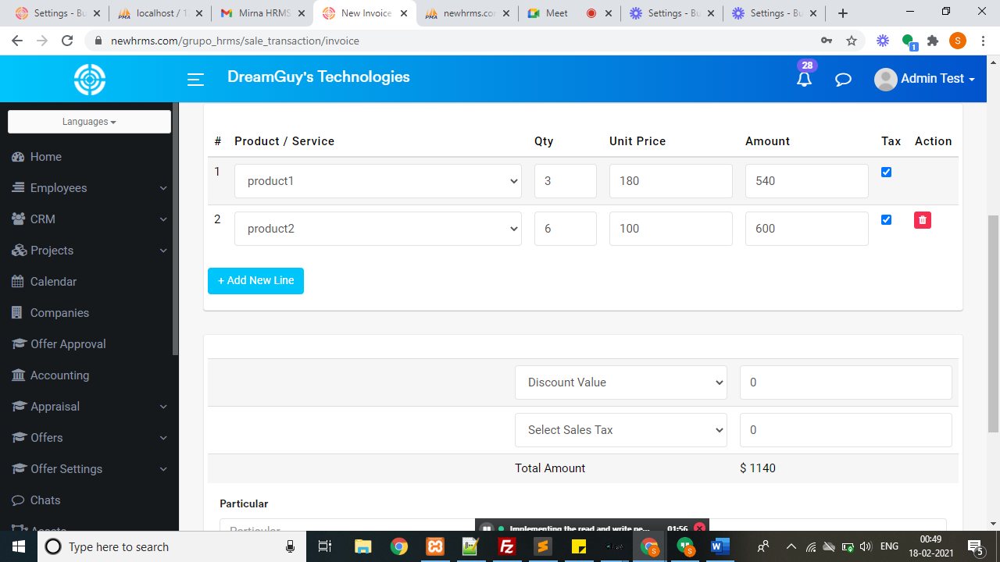 Settings - Bu
localhost / 1
Mirna HRMS
New Invoice
newhrms.con
Meet
Settings - Bu
Settings - Bu
newhrms.com/grupo_hrms/sale_transaction/invoice
S
1
DreamGuy's Technologies
28
Admin Test
Languages
Home
Employees
CRM
Projects
Calendar
Companies
Offer Approval
Accounting
Appraisal
Offers
Offer Settings
Chats
Assets
# Product / Service Qty Unit Price Amount Tax Action
1 product1 3 180 540
2 product2 6 100 600
+ Add New Line
Discount Value 0
Select Sales Tax 0
Total Amount $ 1140
Particular
Particular
Implementing the read and write pe... 01:56
Type here to search
ENG
00:49
18-02-2021
5